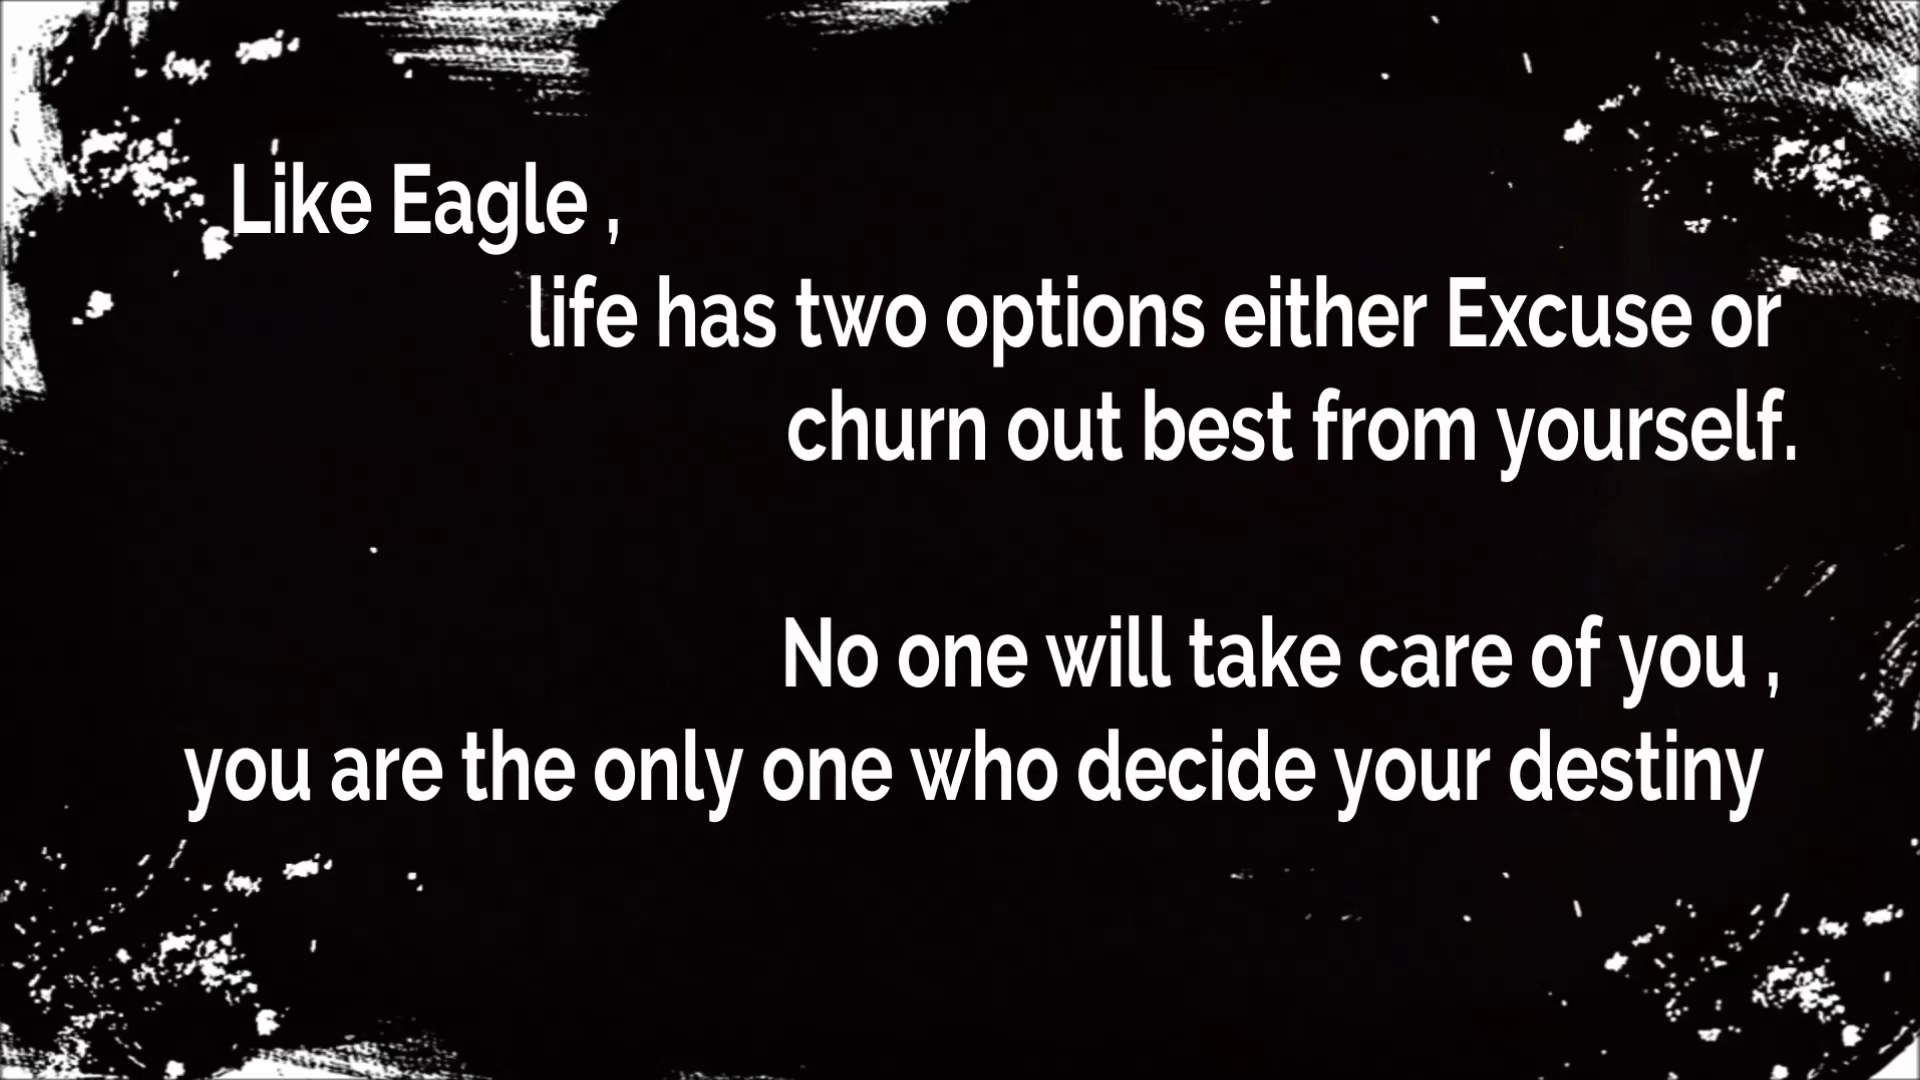 Like Eagle ,
life has two options either Excuse or
churn out best from yourself.
No one will take care of you ,
you are the only one who decide your destiny